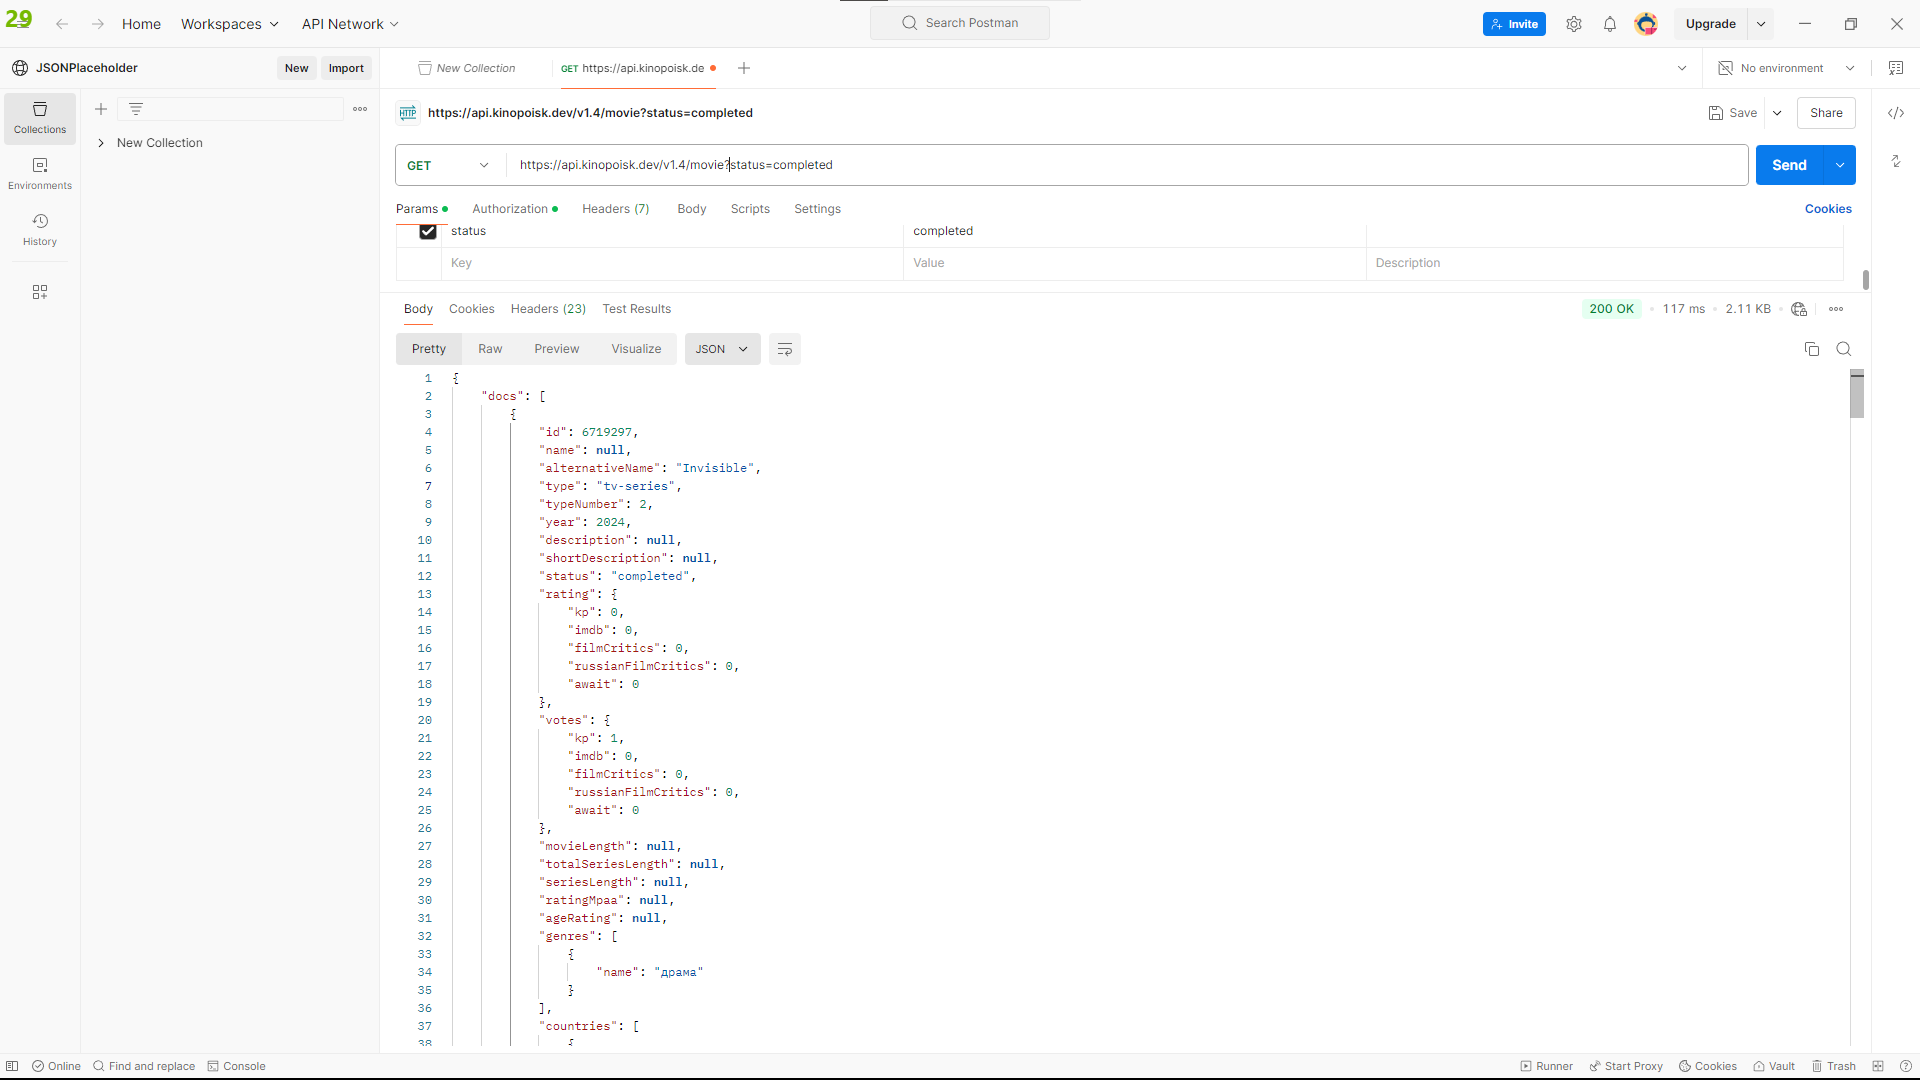 29
Home Workspaces API Network Search Postman Invite Upgrade
JSONPlaceholder New Import New Collection GET https://api.kinopoisk.de No environment
Collections
Environments
History
New Collection
HTTP https://api.kinopoisk.dev/v1.4/movie?status=completed Save Share
GET https://api.kinopoisk.dev/v1.4/movie?status=completed Send
Params Authorization Headers (7) Body Scripts Settings Cookies
status completed
Key Value Description
Body Cookies Headers (23) Test Results 200 OK 117 ms 2.11 KB
Pretty Raw Preview Visualize JSON
1 {
2 "docs": [
3 {
4 "id": 6719297,
5 "name": null,
6 "alternativeName": "Invisible",
7 "type": "tv-series",
8 "typeNumber": 2,
9 "year": 2024,
10 "description": null,
11 "shortDescription": null,
12 "status": "completed",
13 "rating": {
14 "kp": 0,
15 "imdb": 0,
16 "filmCritics": 0,
17 "russianFilmCritics": 0,
18 "await": 0
19 },
20 "votes": {
21 "kp": 1,
22 "imdb": 0,
23 "filmCritics": 0,
24 "russianFilmCritics": 0,
25 "await": 0
26 },
27 "movieLength": null,
28 "totalSeriesLength": null,
29 "seriesLength": null,
30 "ratingMpaa": null,
31 "ageRating": null,
32 "genres": [
33 {
34 "name": "драма"
35 }
36 ],
37 "countries": [
38 {
Online Find and replace Console Runner Start Proxy Cookies Vault Trash